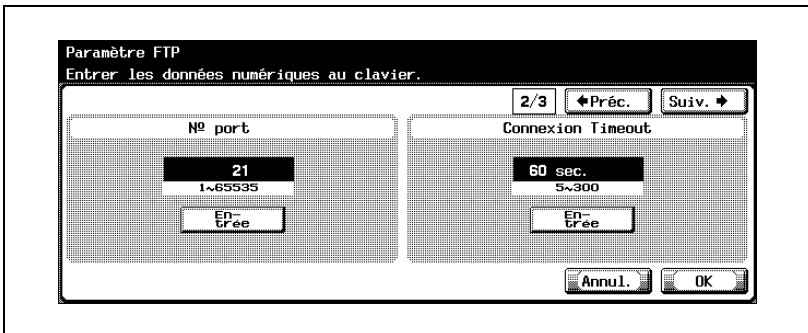 Paramètre FTP
Entrer les données numériques au clavier.
2/3 ←Préc. Suiv. →
Nº port
Connexion Timeout
21
60 sec.
1~65535
5~300
En-
trée
En-
trée
Annul. OK